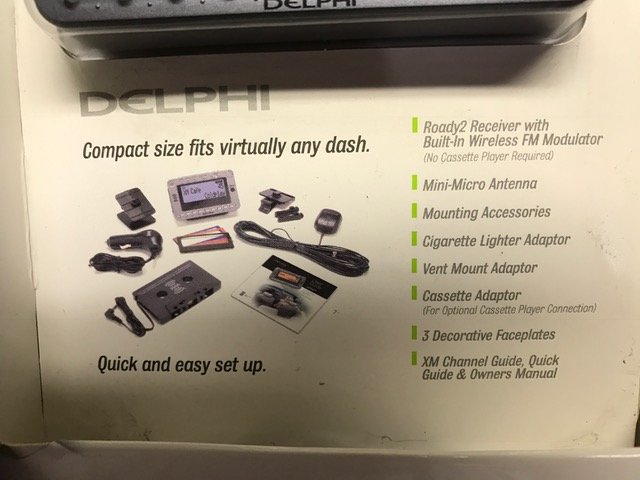 DELPHI
DELPHI
Compact size fits virtually any dash.
Quick and easy set up.
Roady2 Receiver with
Built-In Wireless FM Modulator
(No Cassette Player Required)
Mini-Micro Antenna
Mounting Accessories
Cigarette Lighter Adaptor
Vent Mount Adaptor
Cassette Adaptor
(For Optional Cassette Player Connection)
3 Decorative Faceplates
XM Channel Guide, Quick
Guide & Owners Manual